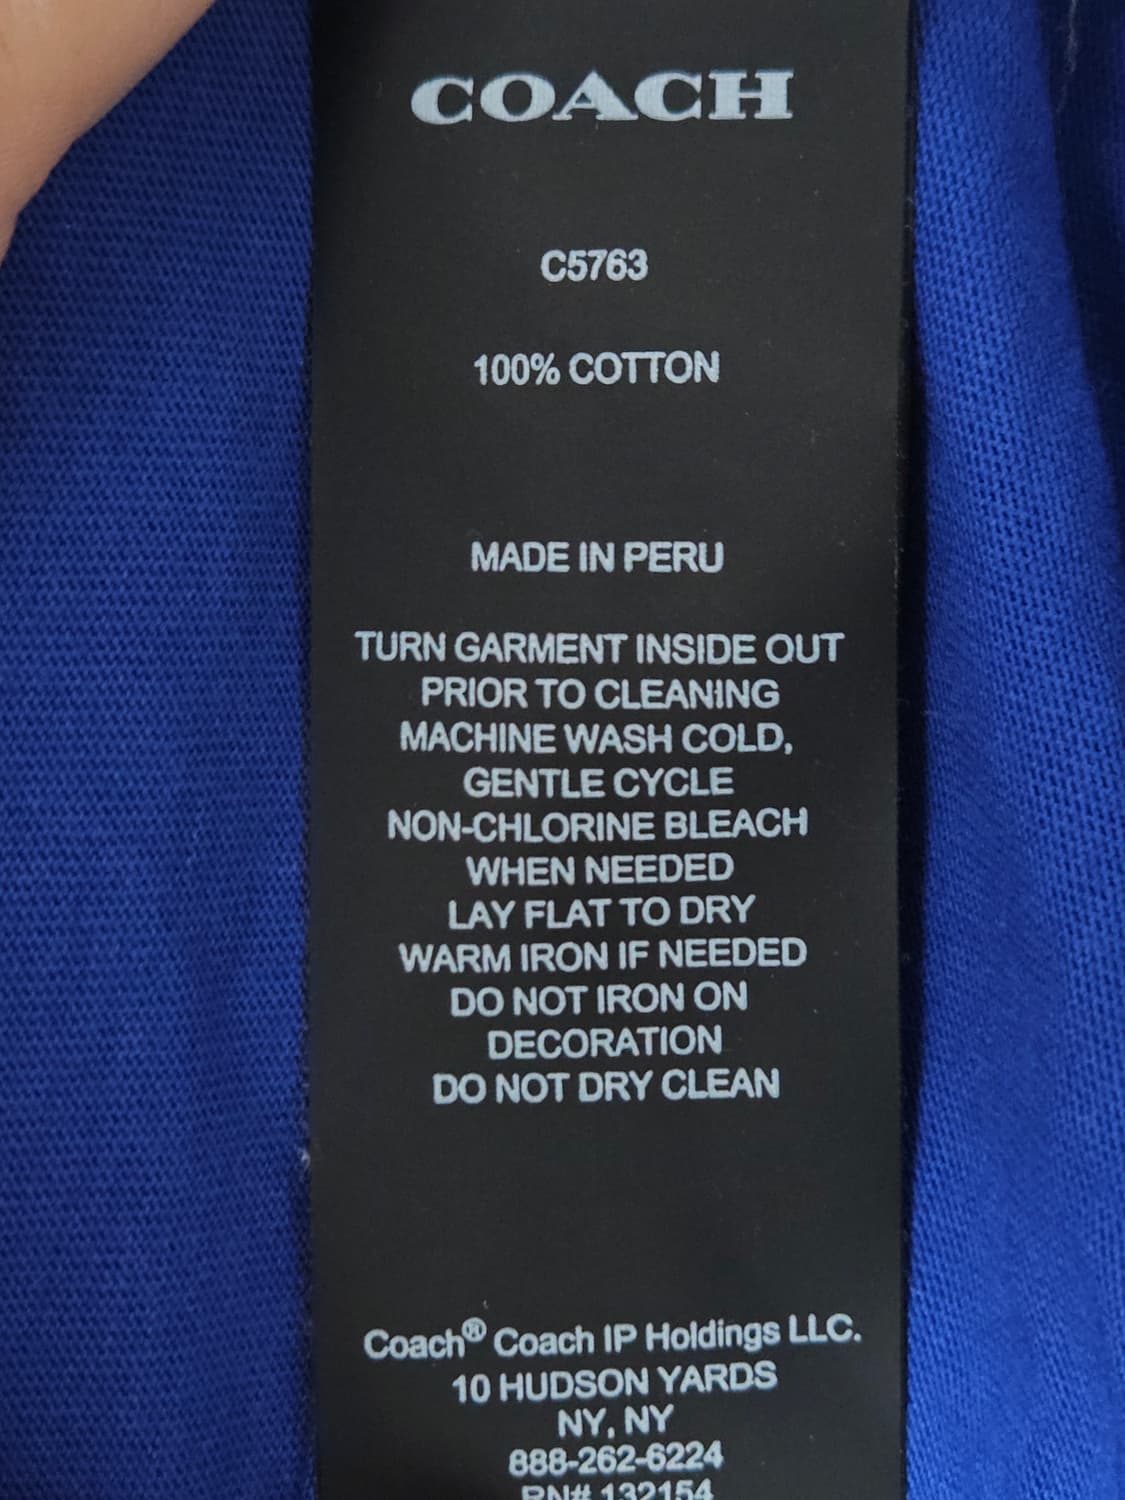 COACH
C5763
100% COTTON
MADE IN PERU
TURN GARMENT INSIDE OUT
PRIOR TO CLEANING
MACHINE WASH COLD,
GENTLE CYCLE
NON-CHLORINE BLEACH
WHEN NEEDED
LAY FLAT TO DRY
WARM IRON IF NEEDED
DO NOT IRON ON
DECORATION
DO NOT DRY CLEAN
Coach® Coach IP Holdings LLC.
10 HUDSON YARDS
NY, NY
888-262-6224
RN# 132154